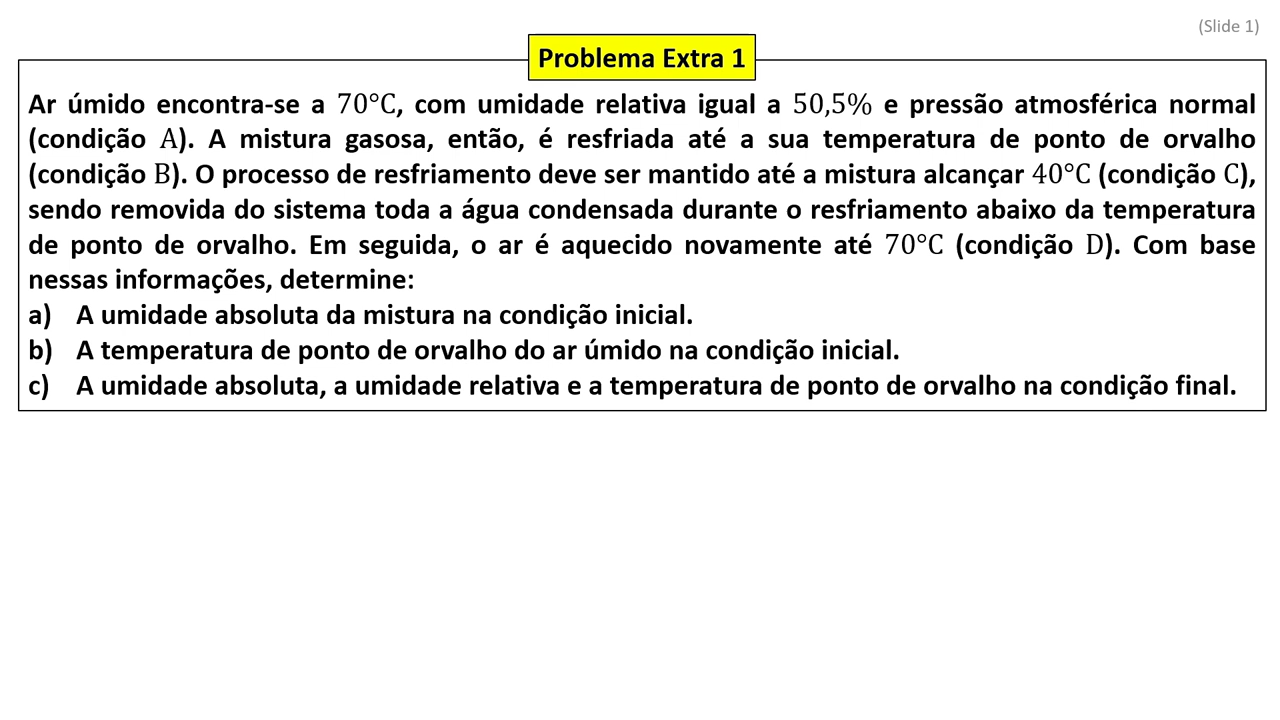 (Slide 1)
Problema Extra 1
Ar úmido encontra-se a 70°C, com umidade relativa igual a 50,5% e pressão atmosférica normal
(condição A). A mistura gasosa, então, é resfriada até a sua temperatura de ponto de orvalho
(condição B). O processo de resfriamento deve ser mantido até a mistura alcançar 40°C (condição C),
sendo removida do sistema toda a água condensada durante o resfriamento abaixo da temperatura
de ponto de orvalho. Em seguida, o ar é aquecido novamente até 70°C (condição D). Com base
nessas informações, determine:
a) A umidade absoluta da mistura na condição inicial.
b) A temperatura de ponto de orvalho do ar úmido na condição inicial.
c) A umidade absoluta, a umidade relativa e a temperatura de ponto de orvalho na condição final.